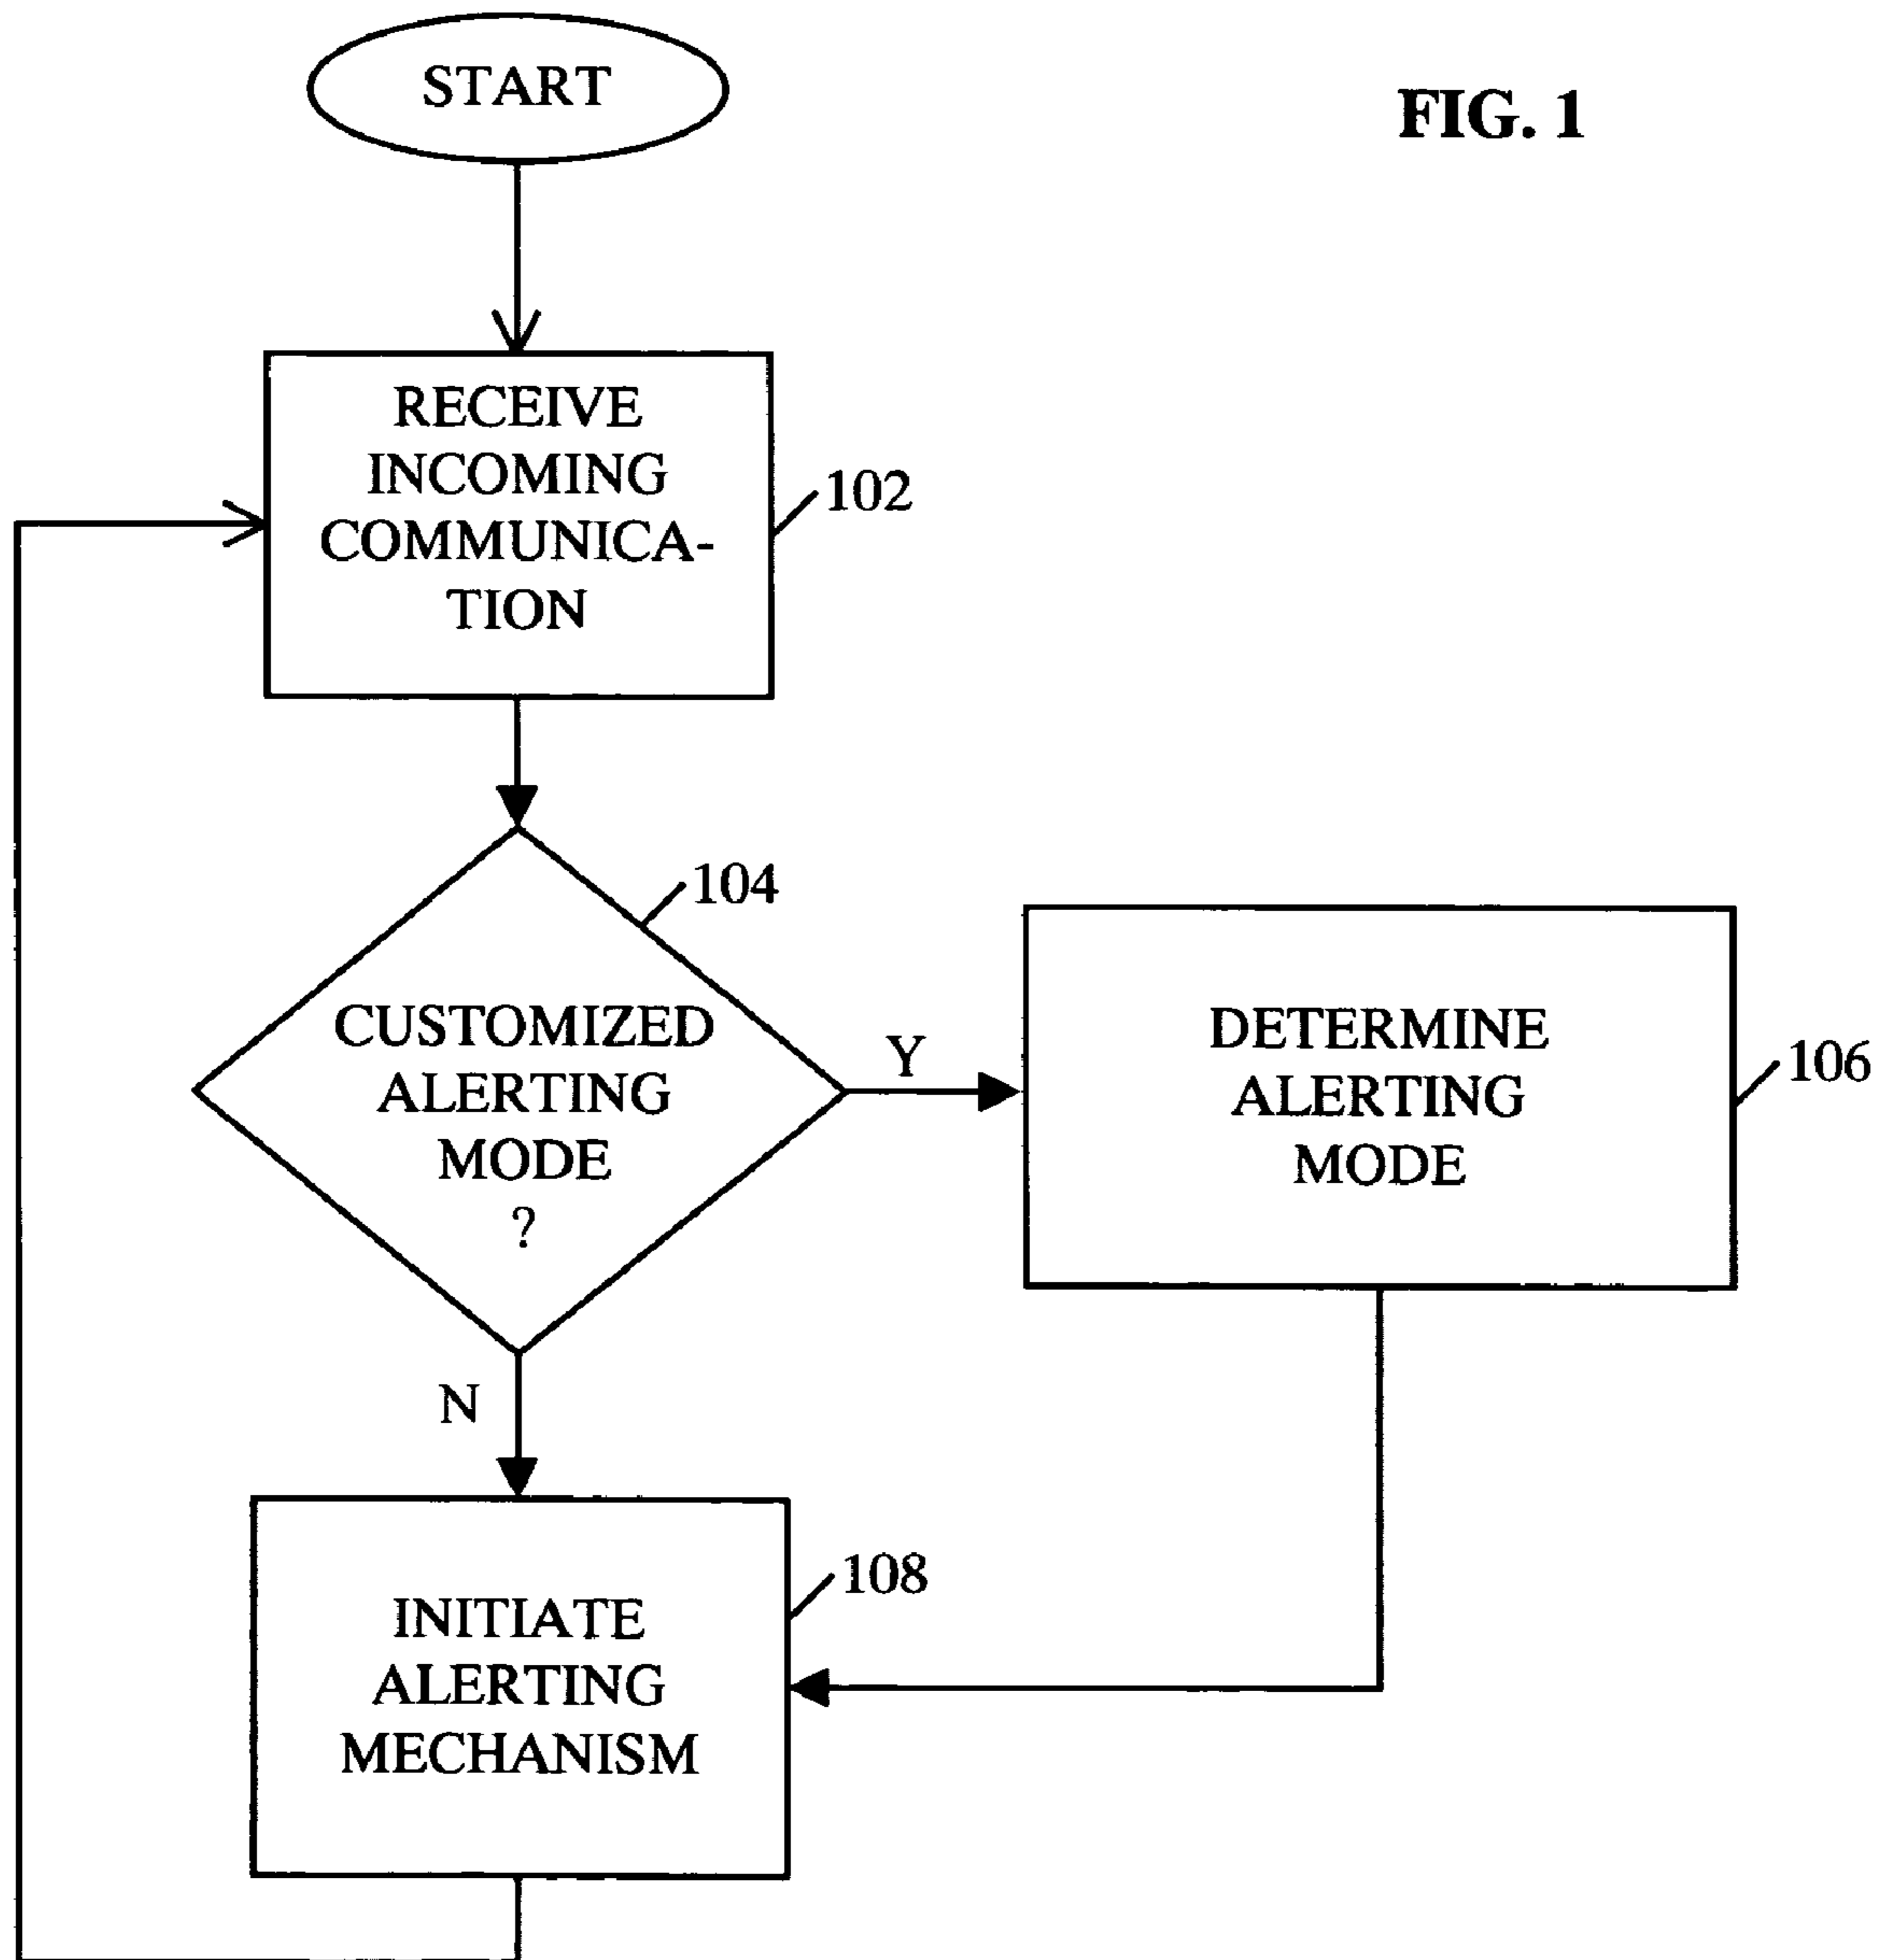 START
FIG. 1
RECEIVE
INCOMING
COMMUNICA-
TION
102
104
CUSTOMIZED
ALERTING
MODE
?
Y
DETERMINE
ALERTING
MODE
106
N
INITIATE
ALERTING
MECHANISM
108